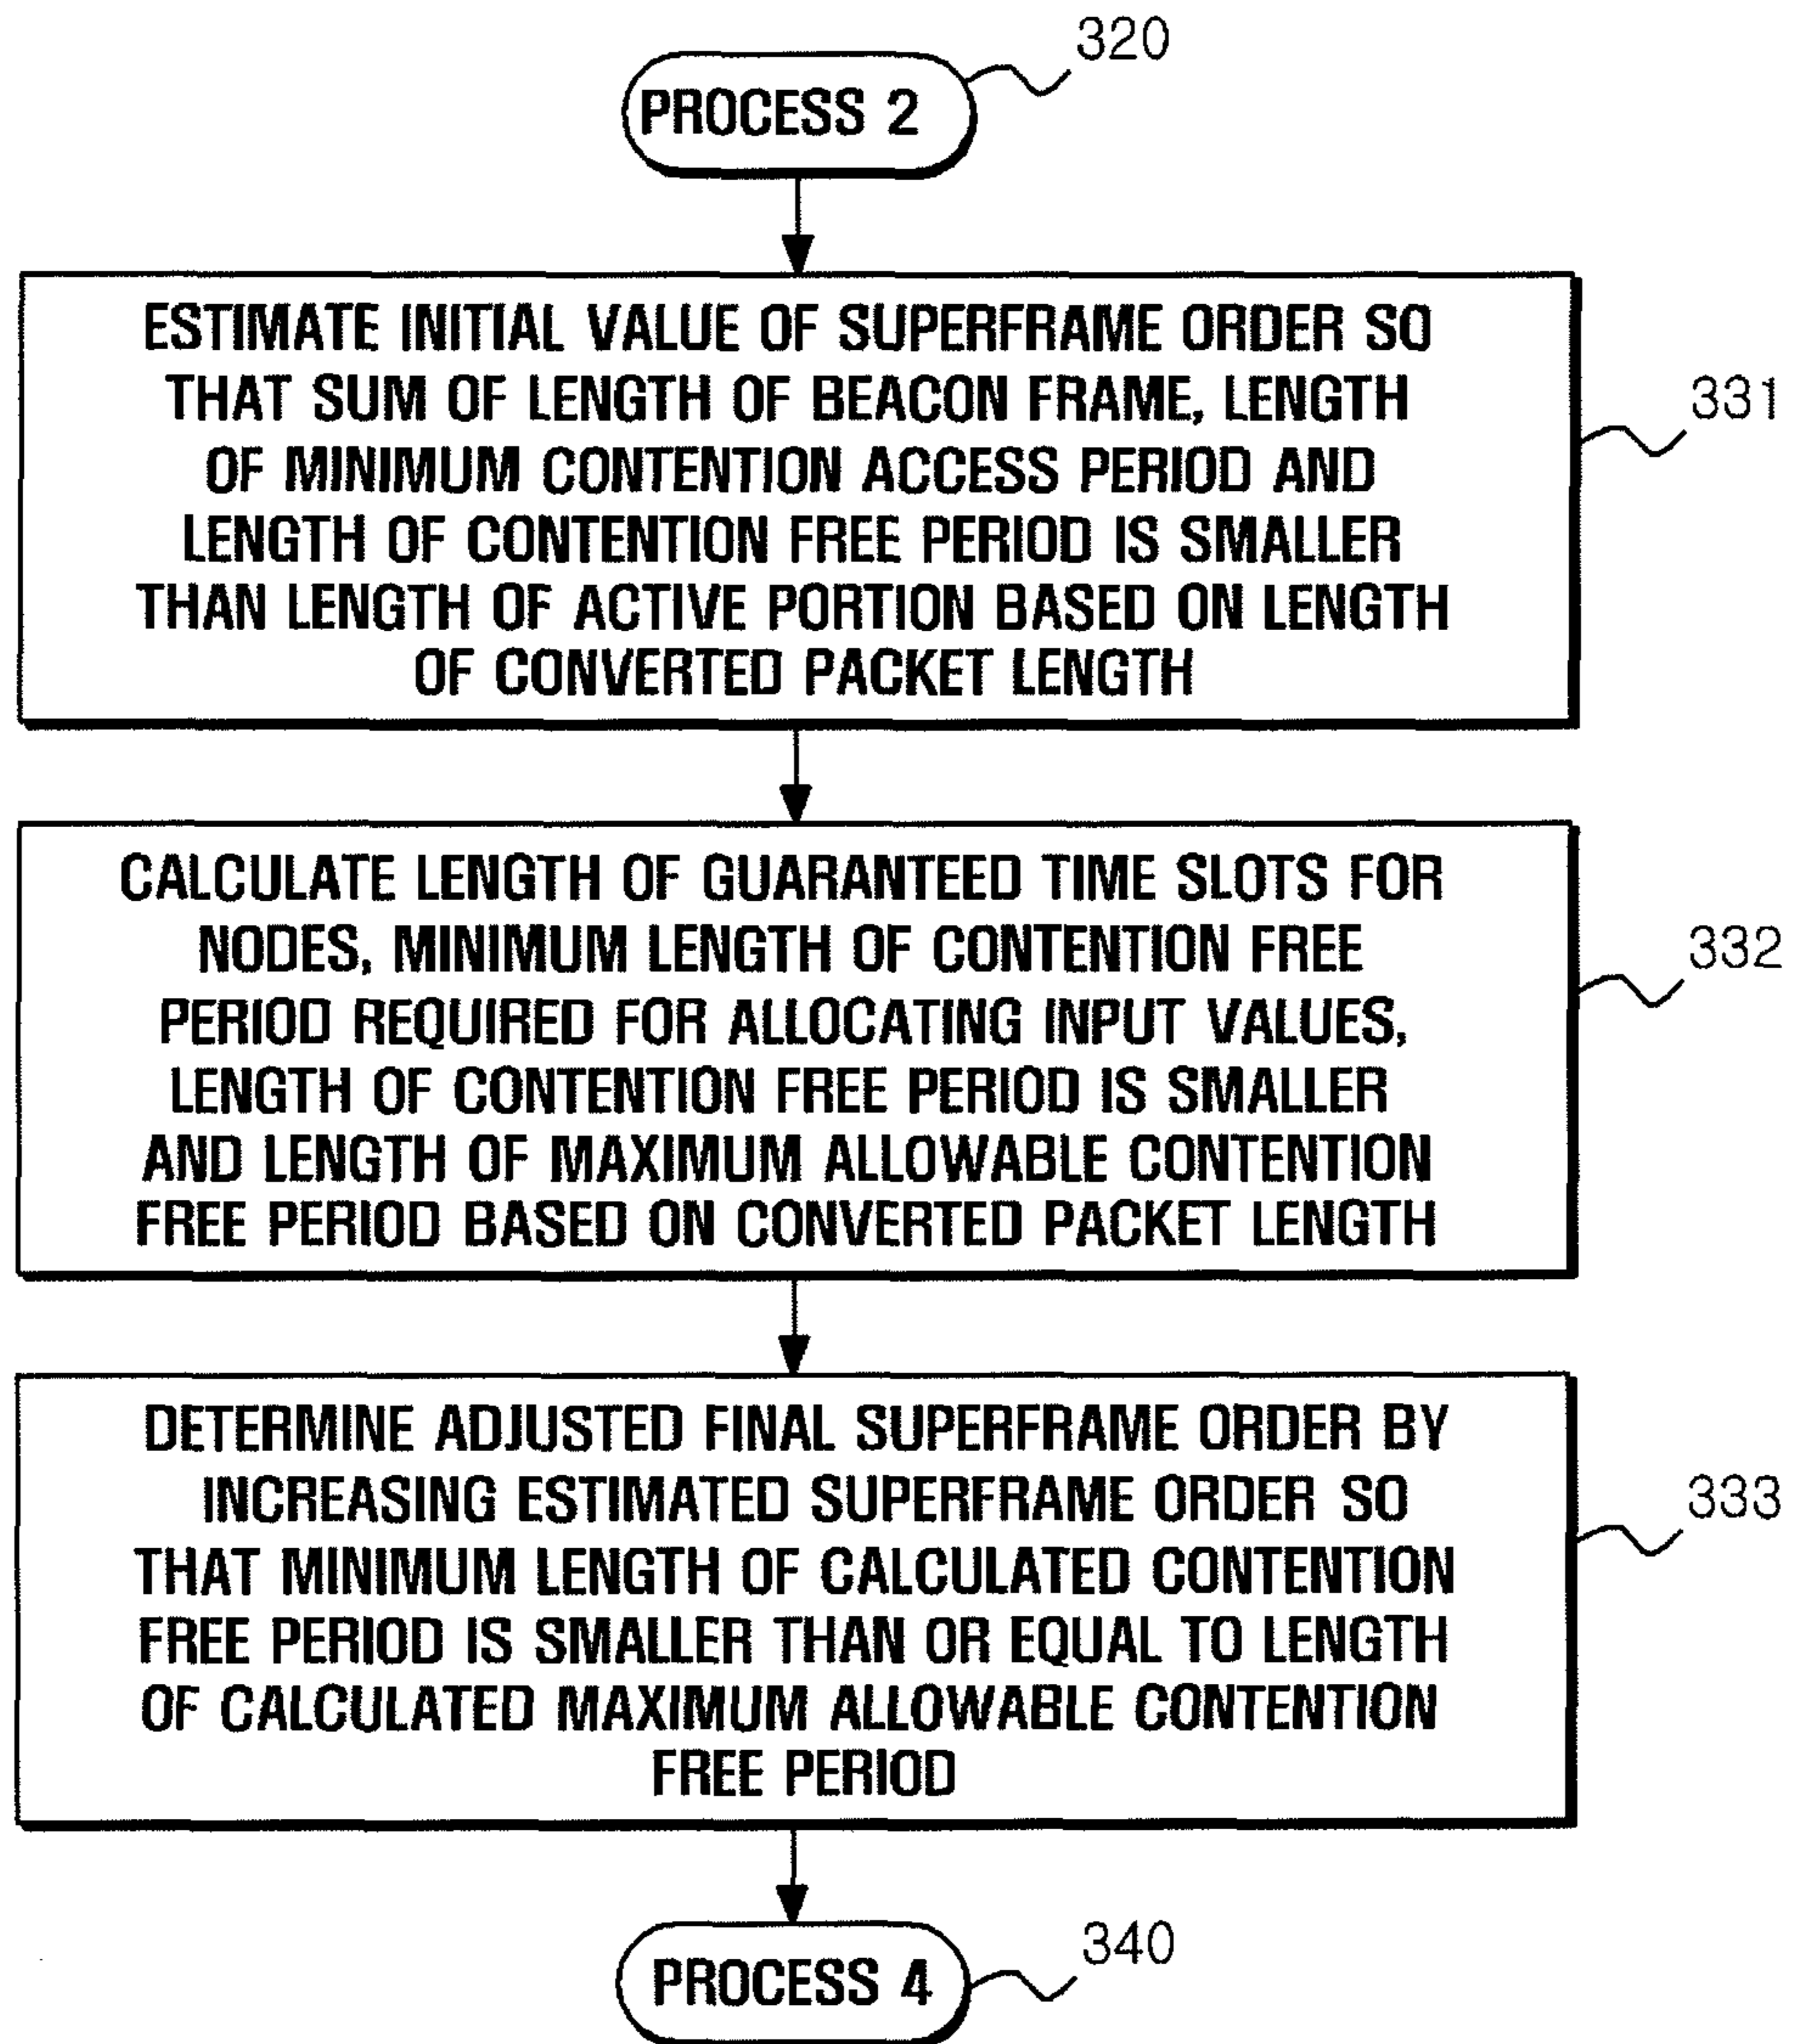 320
PROCESS 2
ESTIMATE INITIAL VALUE OF SUPERFRAME ORDER SO
THAT SUM OF LENGTH OF BEACON FRAME, LENGTH
OF MINIMUM CONTENTION ACCESS PERIOD AND
LENGTH OF CONTENTION FREE PERIOD IS SMALLER
THAN LENGTH OF ACTIVE PORTION BASED ON LENGTH
OF CONVERTED PACKET LENGTH
331
CALCULATE LENGTH OF GUARANTEED TIME SLOTS FOR
NODES, MINIMUM LENGTH OF CONTENTION FREE
PERIOD REQUIRED FOR ALLOCATING INPUT VALUES,
LENGTH OF CONTENTION FREE PERIOD IS SMALLER
AND LENGTH OF MAXIMUM ALLOWABLE CONTENTION
FREE PERIOD BASED ON CONVERTED PACKET LENGTH
332
DETERMINE ADJUSTED FINAL SUPERFRAME ORDER BY
INCREASING ESTIMATED SUPERFRAME ORDER SO
THAT MINIMUM LENGTH OF CALCULATED CONTENTION
FREE PERIOD IS SMALLER THAN OR EQUAL TO LENGTH
OF CALCULATED MAXIMUM ALLOWABLE CONTENTION
FREE PERIOD
333
PROCESS 4
340